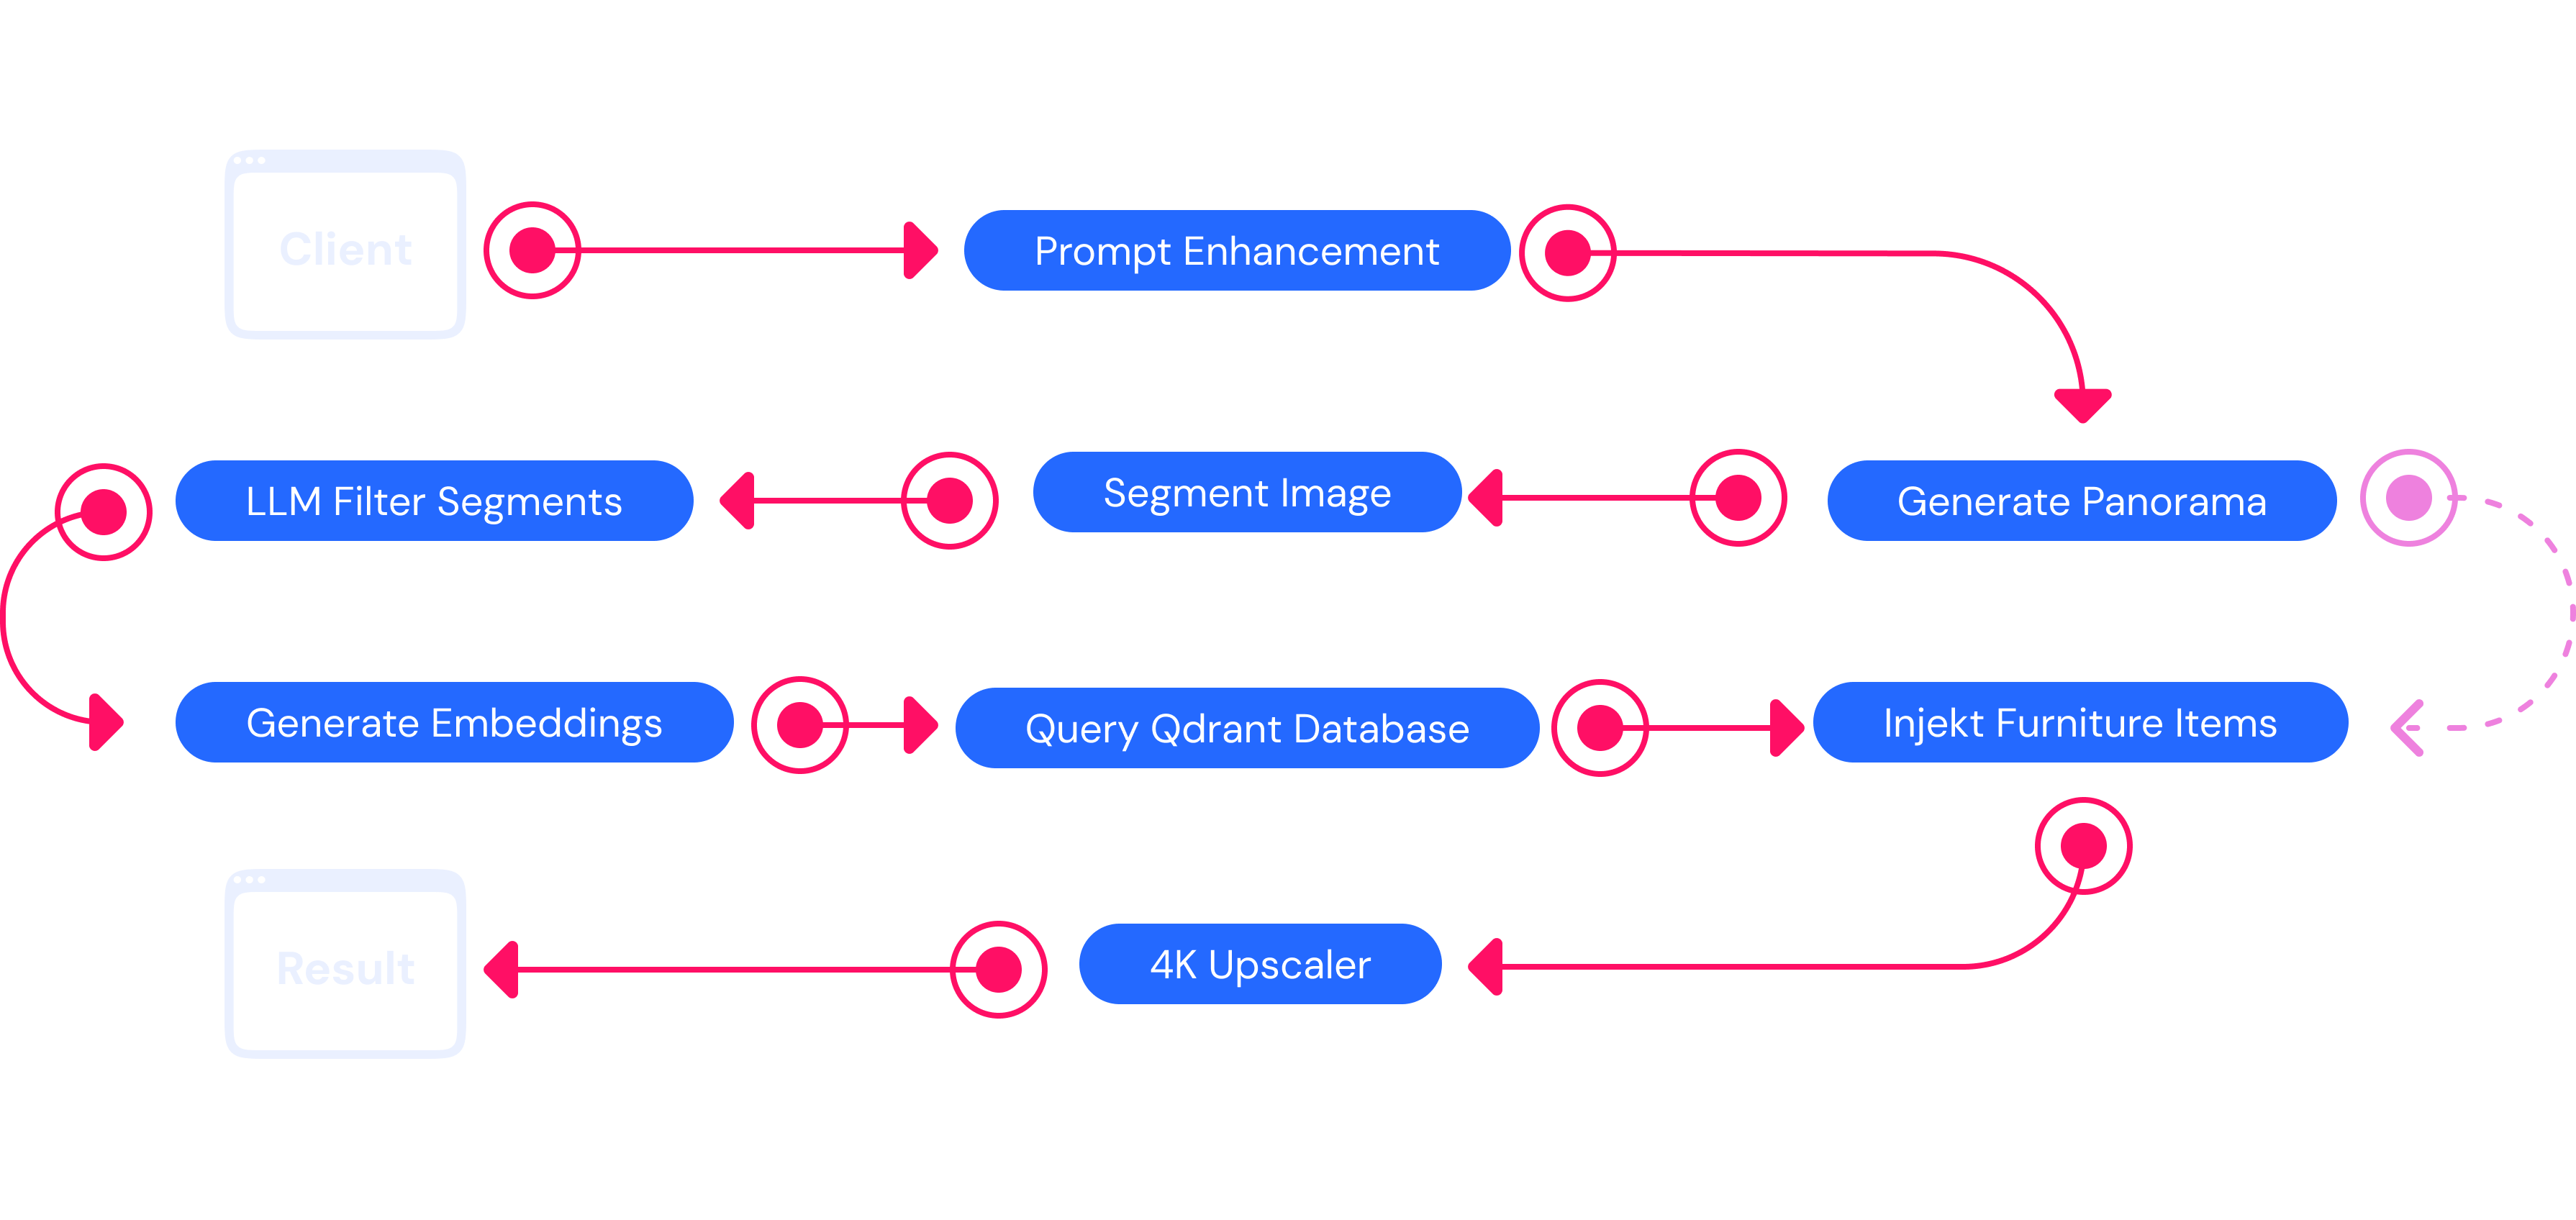 Client
Prompt Enhancement
LLM Filter Segments
Segment Image
Generate Panorama
Generate Embeddings
Query Qdrant Database
Injekt Furniture Items
Result
4K Upscaler